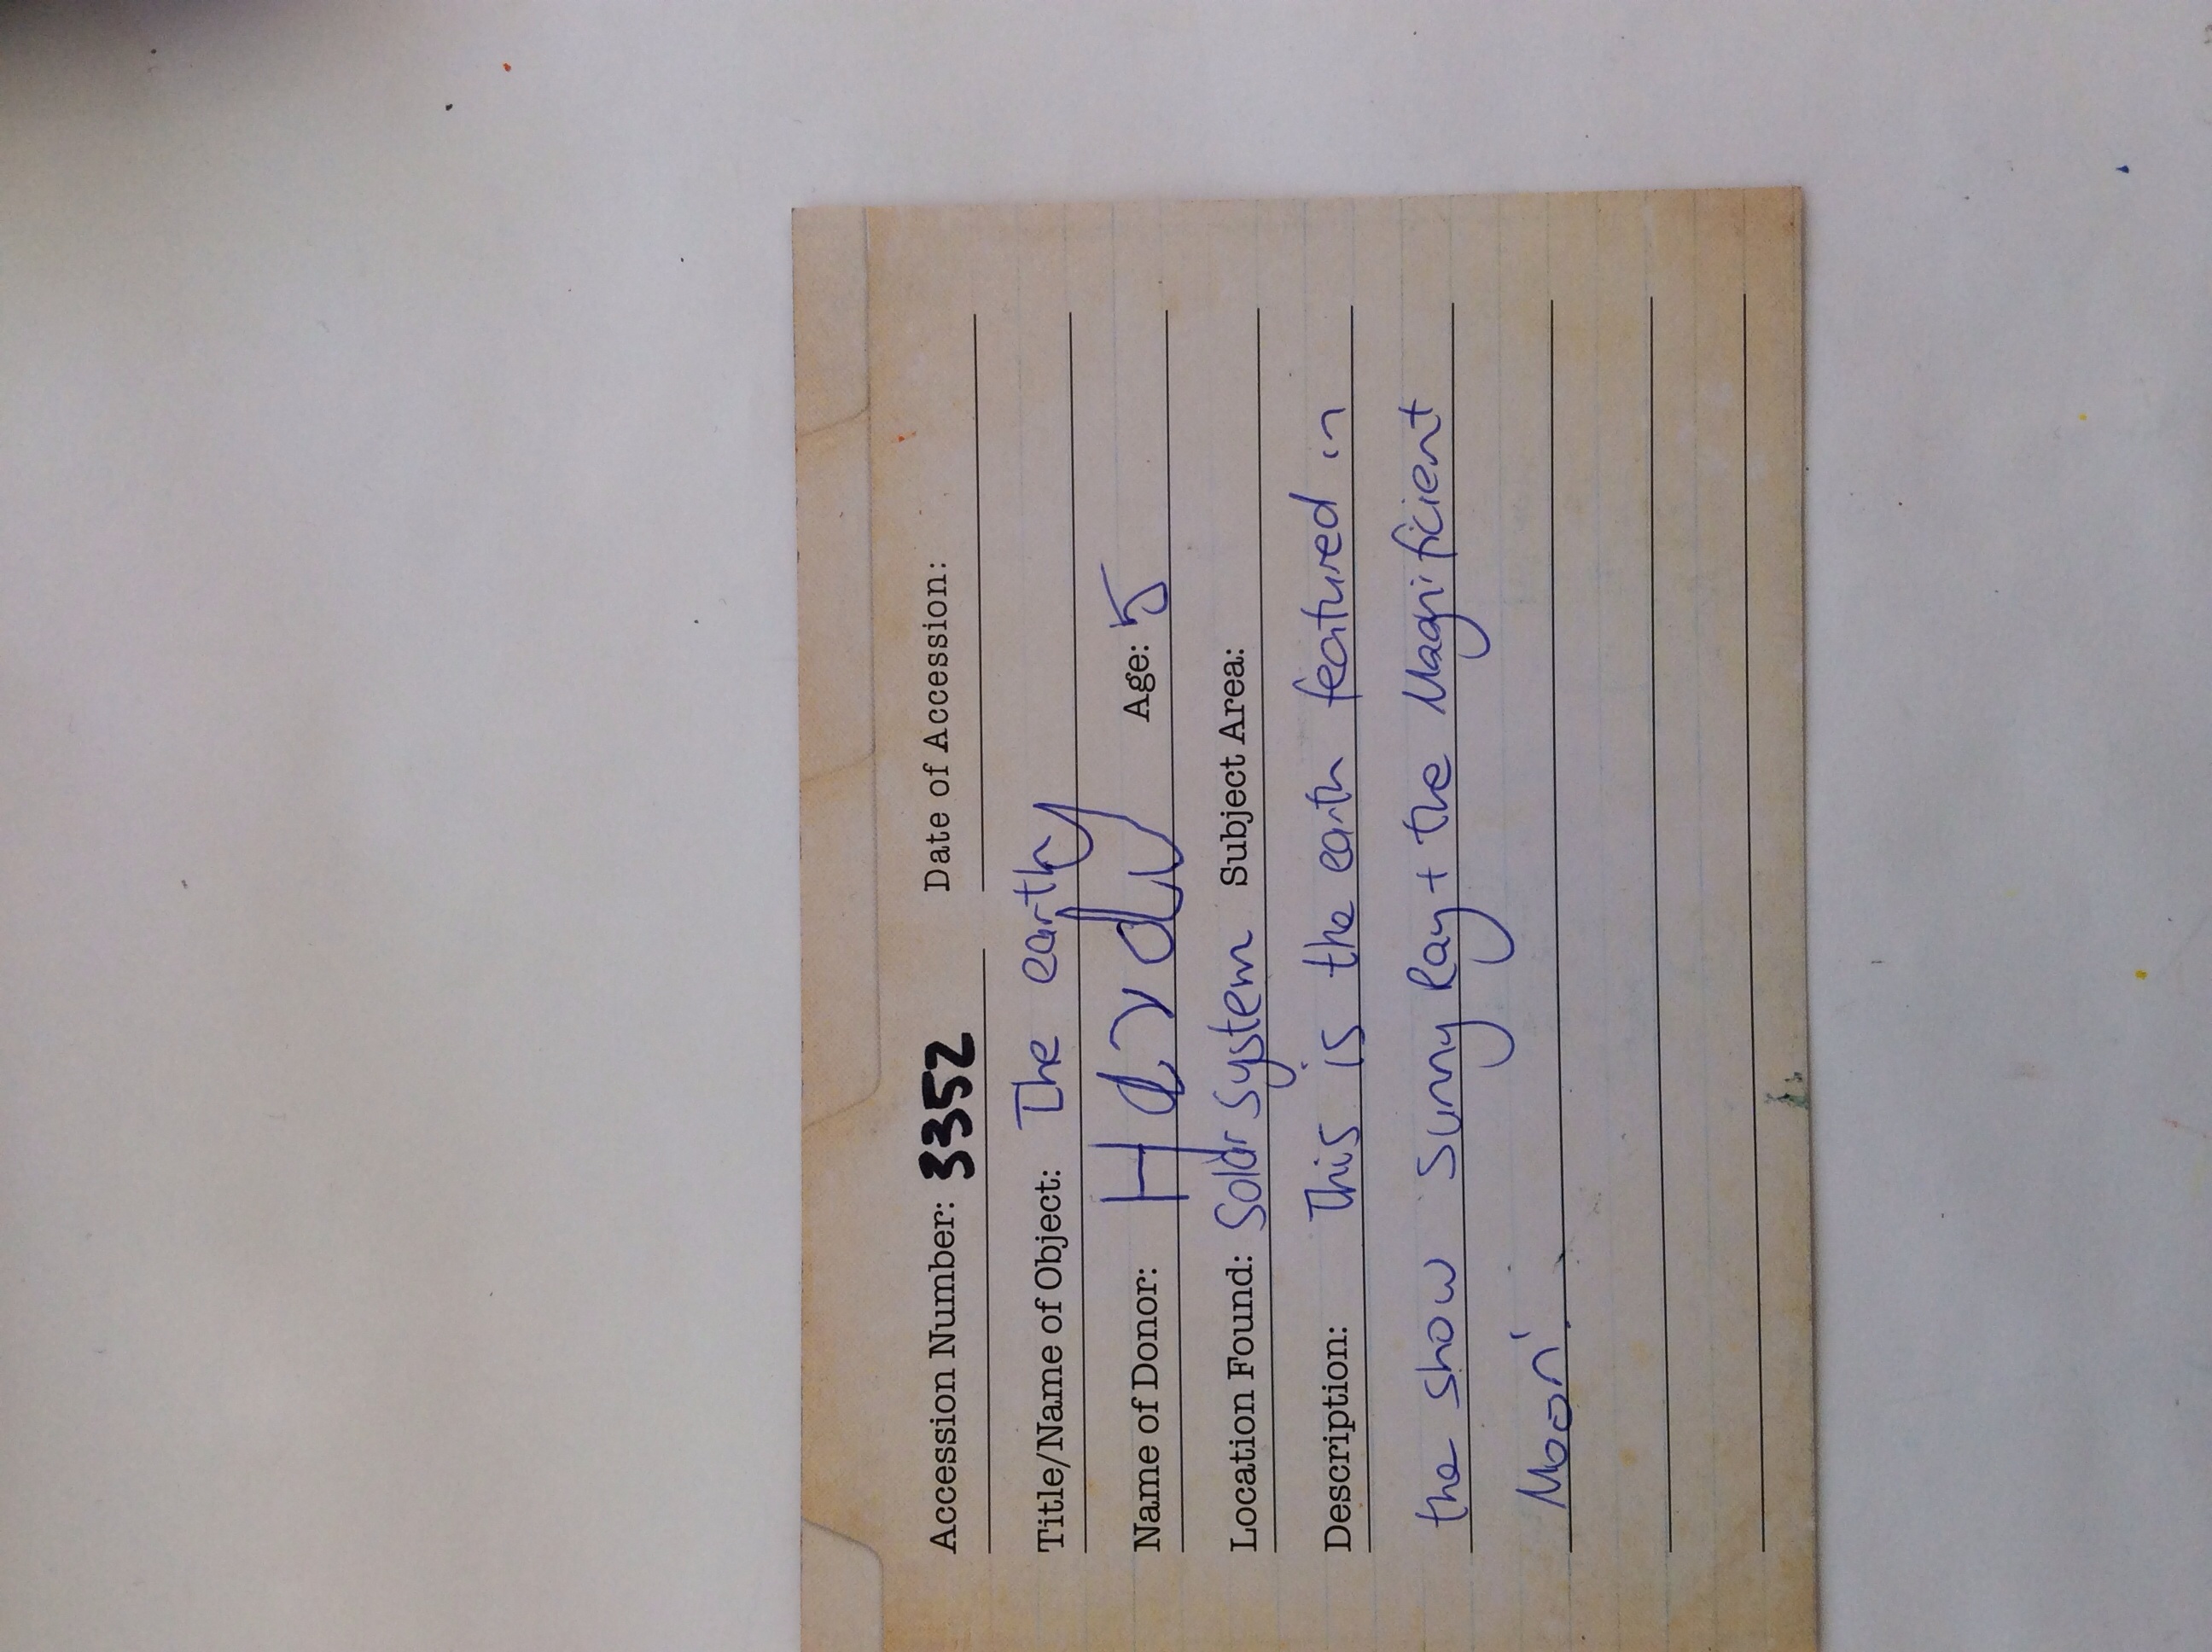 Accession Number: 3352 Date of Accession:
Title/Name of Object: The earth
Name of Donor: Hardy Age: 5
Location Found: Solar System Subject Area:
Description: This is the earth featured in
the show Sunny Ray + the Magnificient
Moon'.